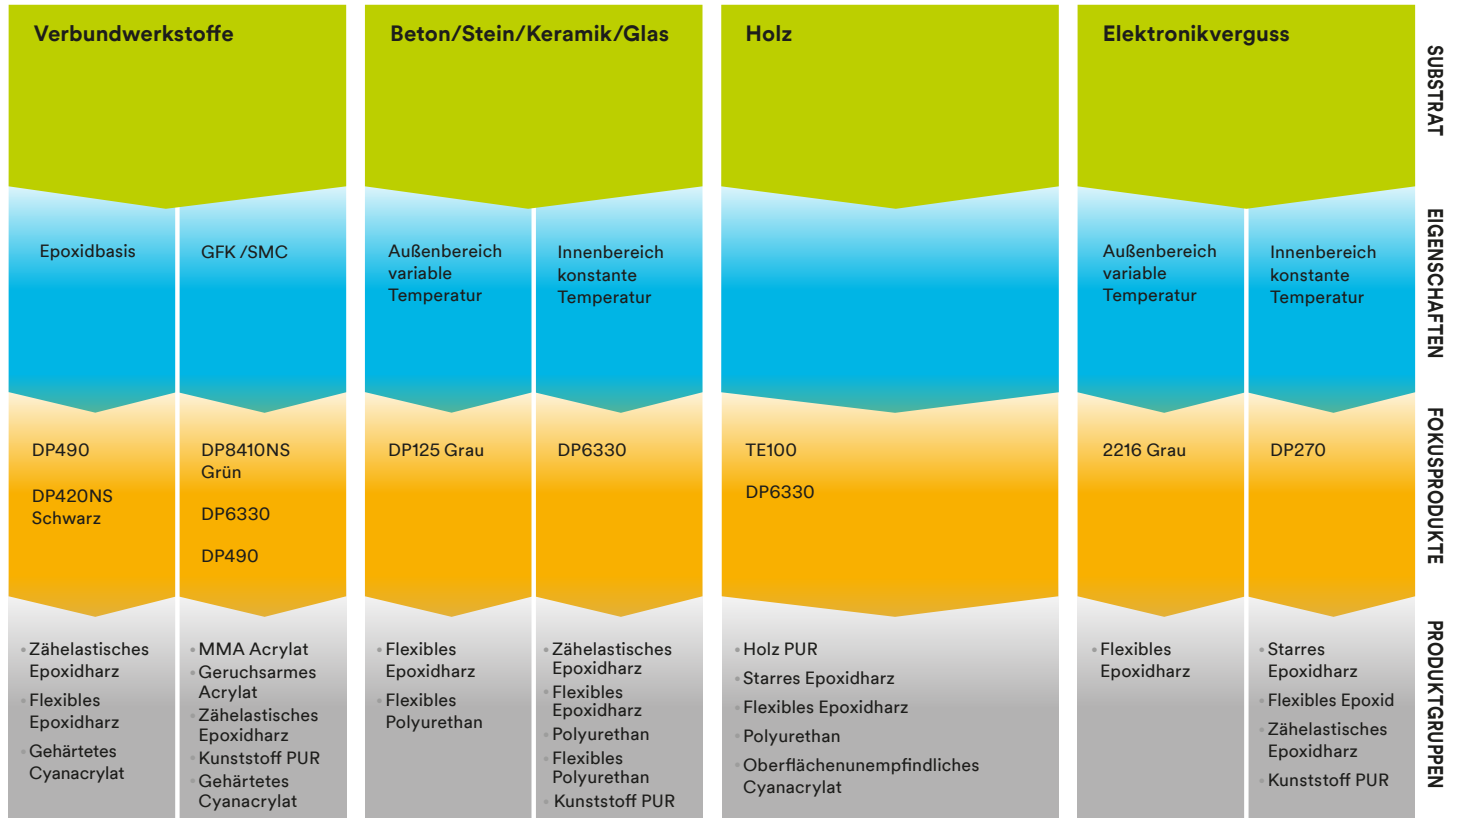 Verbundwerkstoffe
Epoxidbasis
GFK /SMC
DP490
DP420NS
Schwarz
DP8410NS
Grün
DP6330
DP490
• Zähelastisches
Epoxidharz
• Flexibles
Epoxidharz
• Gehärtetes
Cyanacrylat
• MMA Acrylat
• Geruchsarmes
Acrylat
• Zähelastisches
Epoxidharz
• Kunststoff PUR
• Gehärtetes
Cyanacrylat
Beton/Stein/Keramik/Glas
Außenbereich
variable
Temperatur
Innenbereich
konstante
Temperatur
DP125 Grau
DP6330
• Flexibles
Epoxidharz
• Flexibles
Polyurethan
• Zähelastisches
Epoxidharz
• Flexibles
Epoxidharz
• Polyurethan
• Flexibles
Polyurethan
• Kunststoff PUR
Holz
TE100
DP6330
• Holz PUR
• Starres Epoxidharz
• Flexibles Epoxidharz
• Polyurethan
• Oberflächenunempfindliches
Cyanacrylat
Elektronikverguss
Außenbereich
variable
Temperatur
Innenbereich
konstante
Temperatur
2216 Grau
DP270
• Flexibles
Epoxidharz
• Starres
Epoxidharz
• Flexibles Epoxid
• Zähelastisches
Epoxidharz
• Kunststoff PUR
SUBSTRAT
EIGENSCHAFTEN
FOKUSPRODUKTE
PRODUKTGRUPPEN